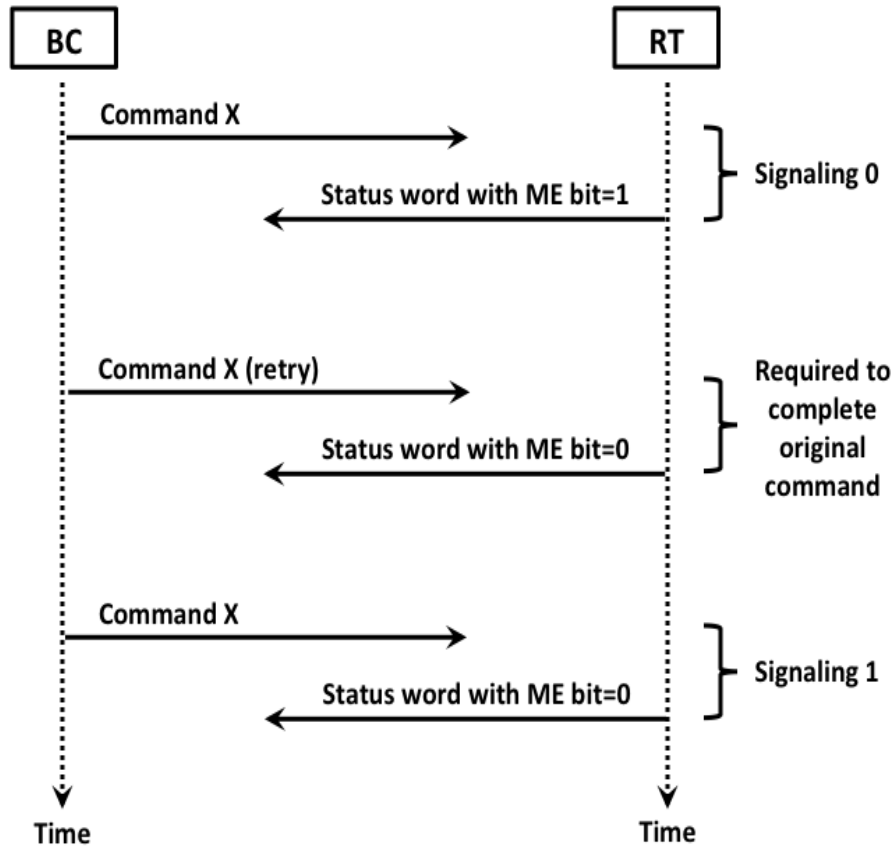 BC
RT
Command X
Status word with ME bit=1
Signaling 0
Command X (retry)
Status word with ME bit=0
Required to
complete
original
command
Command X
Status word with ME bit=0
Signaling 1
Time
Time